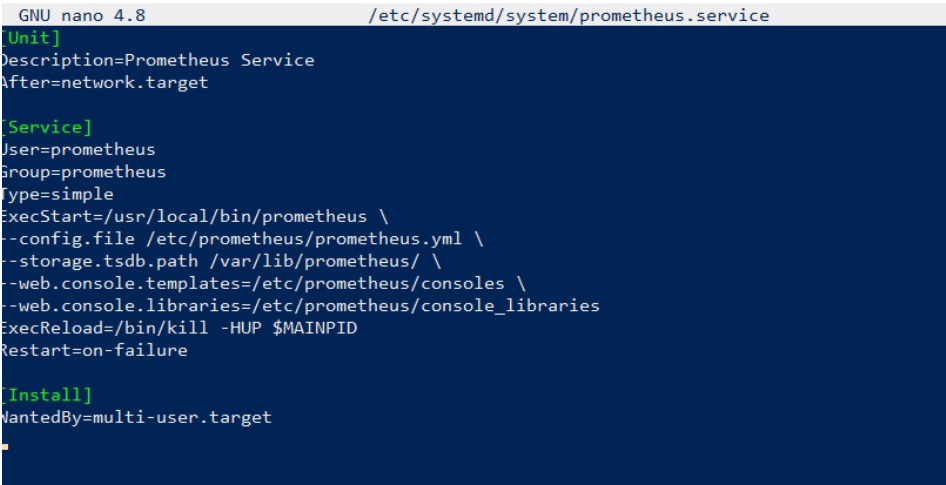 GNU nano 4.8 /etc/systemd/system/prometheus.service
[Unit]
Description=Prometheus Service
After=network.target
[Service]
User=prometheus
Group=prometheus
Type=simple
ExecStart=/usr/local/bin/prometheus \
--config.file /etc/prometheus/prometheus.yml \
--storage.tsdb.path /var/lib/prometheus/ \
--web.console.templates=/etc/prometheus/consoles \
--web.console.libraries=/etc/prometheus/console_libraries
ExecReload=/bin/kill -HUP $MAINPID
Restart=on-failure
[Install]
WantedBy=multi-user.target